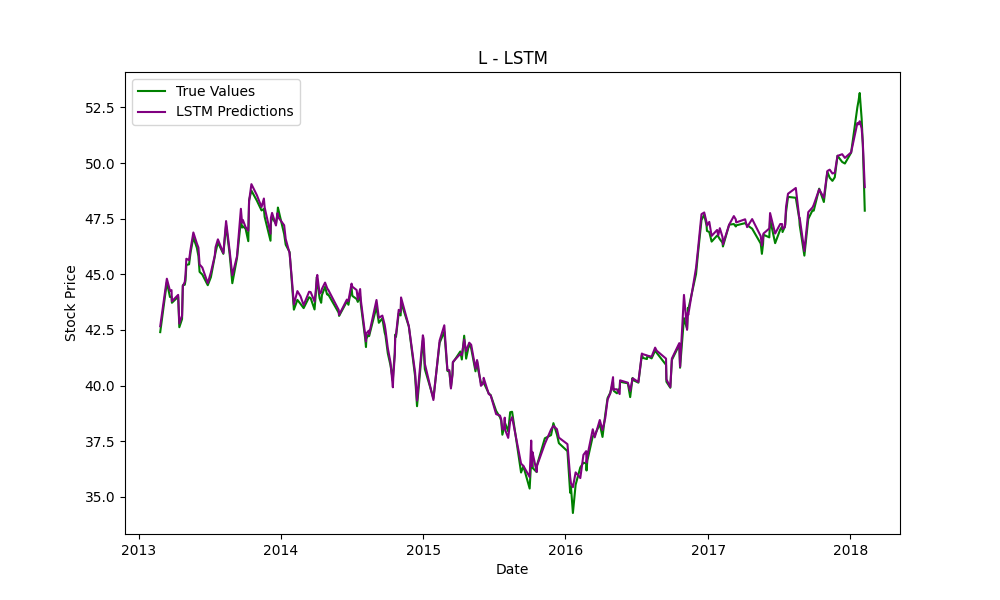 L - LSTM
True Values
LSTM Predictions
Stock Price
52.5
50.0
47.5
45.0
42.5
40.0
37.5
35.0
2013 2014 2015 2016 2017 2018
Date